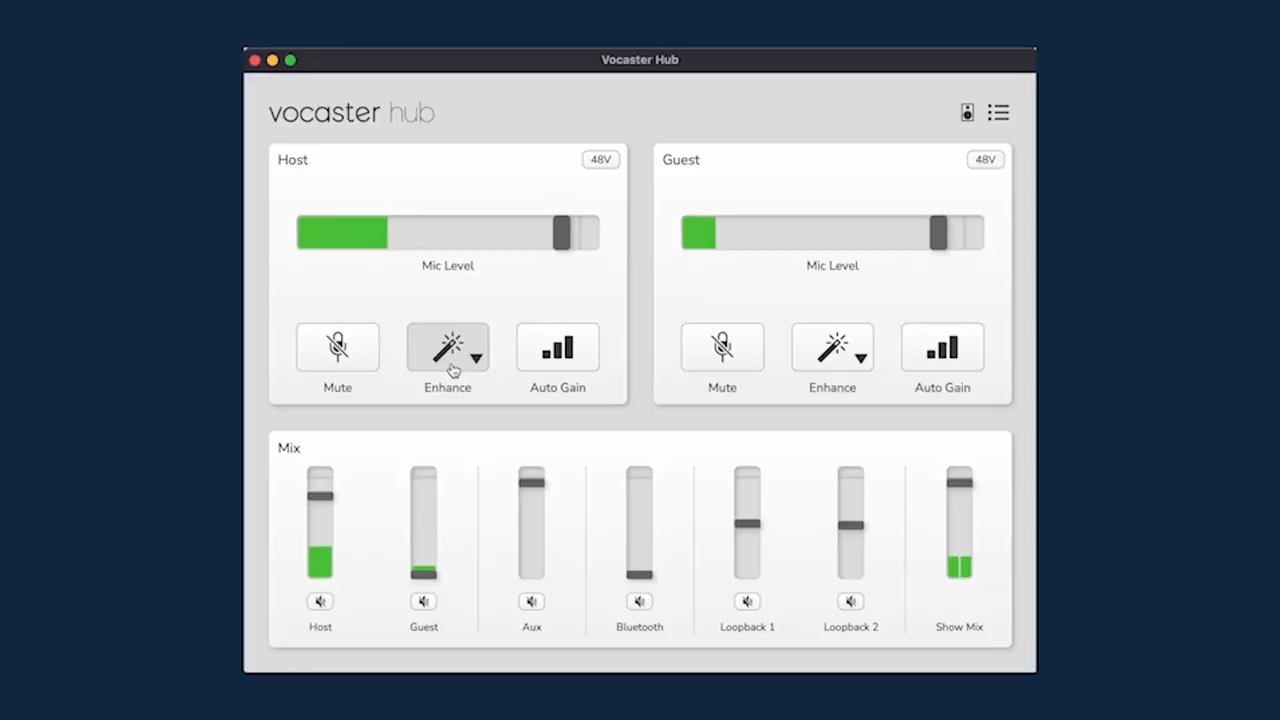 Vocaster Hub
vocaster hub
Host 48V
Guest 48V
Mic Level
Mic Level
Mute Enhance Auto Gain
Mute Enhance Auto Gain
Mix
Host Guest Aux Bluetooth Loopback 1 Loopback 2 Show Mix